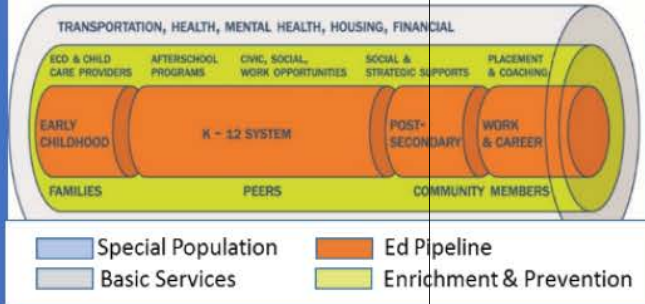 TRANSPORTATION, HEALTH, MENTAL HEALTH, HOUSING, FINANCIAL
ECD & CHILD CARE PROVIDERS
AFTERSCHOOL PROGRAMS
CIVIC, SOCIAL, WORK OPPORTUNITIES
SOCIAL & STRATEGIC SUPPORTS
PLACEMENT & COACHING
EARLY CHILDHOOD
K - 12 SYSTEM
POST-SECONDARY
WORK & CAREER
FAMILIES
PEERS
COMMUNITY MEMBERS
Special Population
Ed Pipeline
Basic Services
Enrichment & Prevention